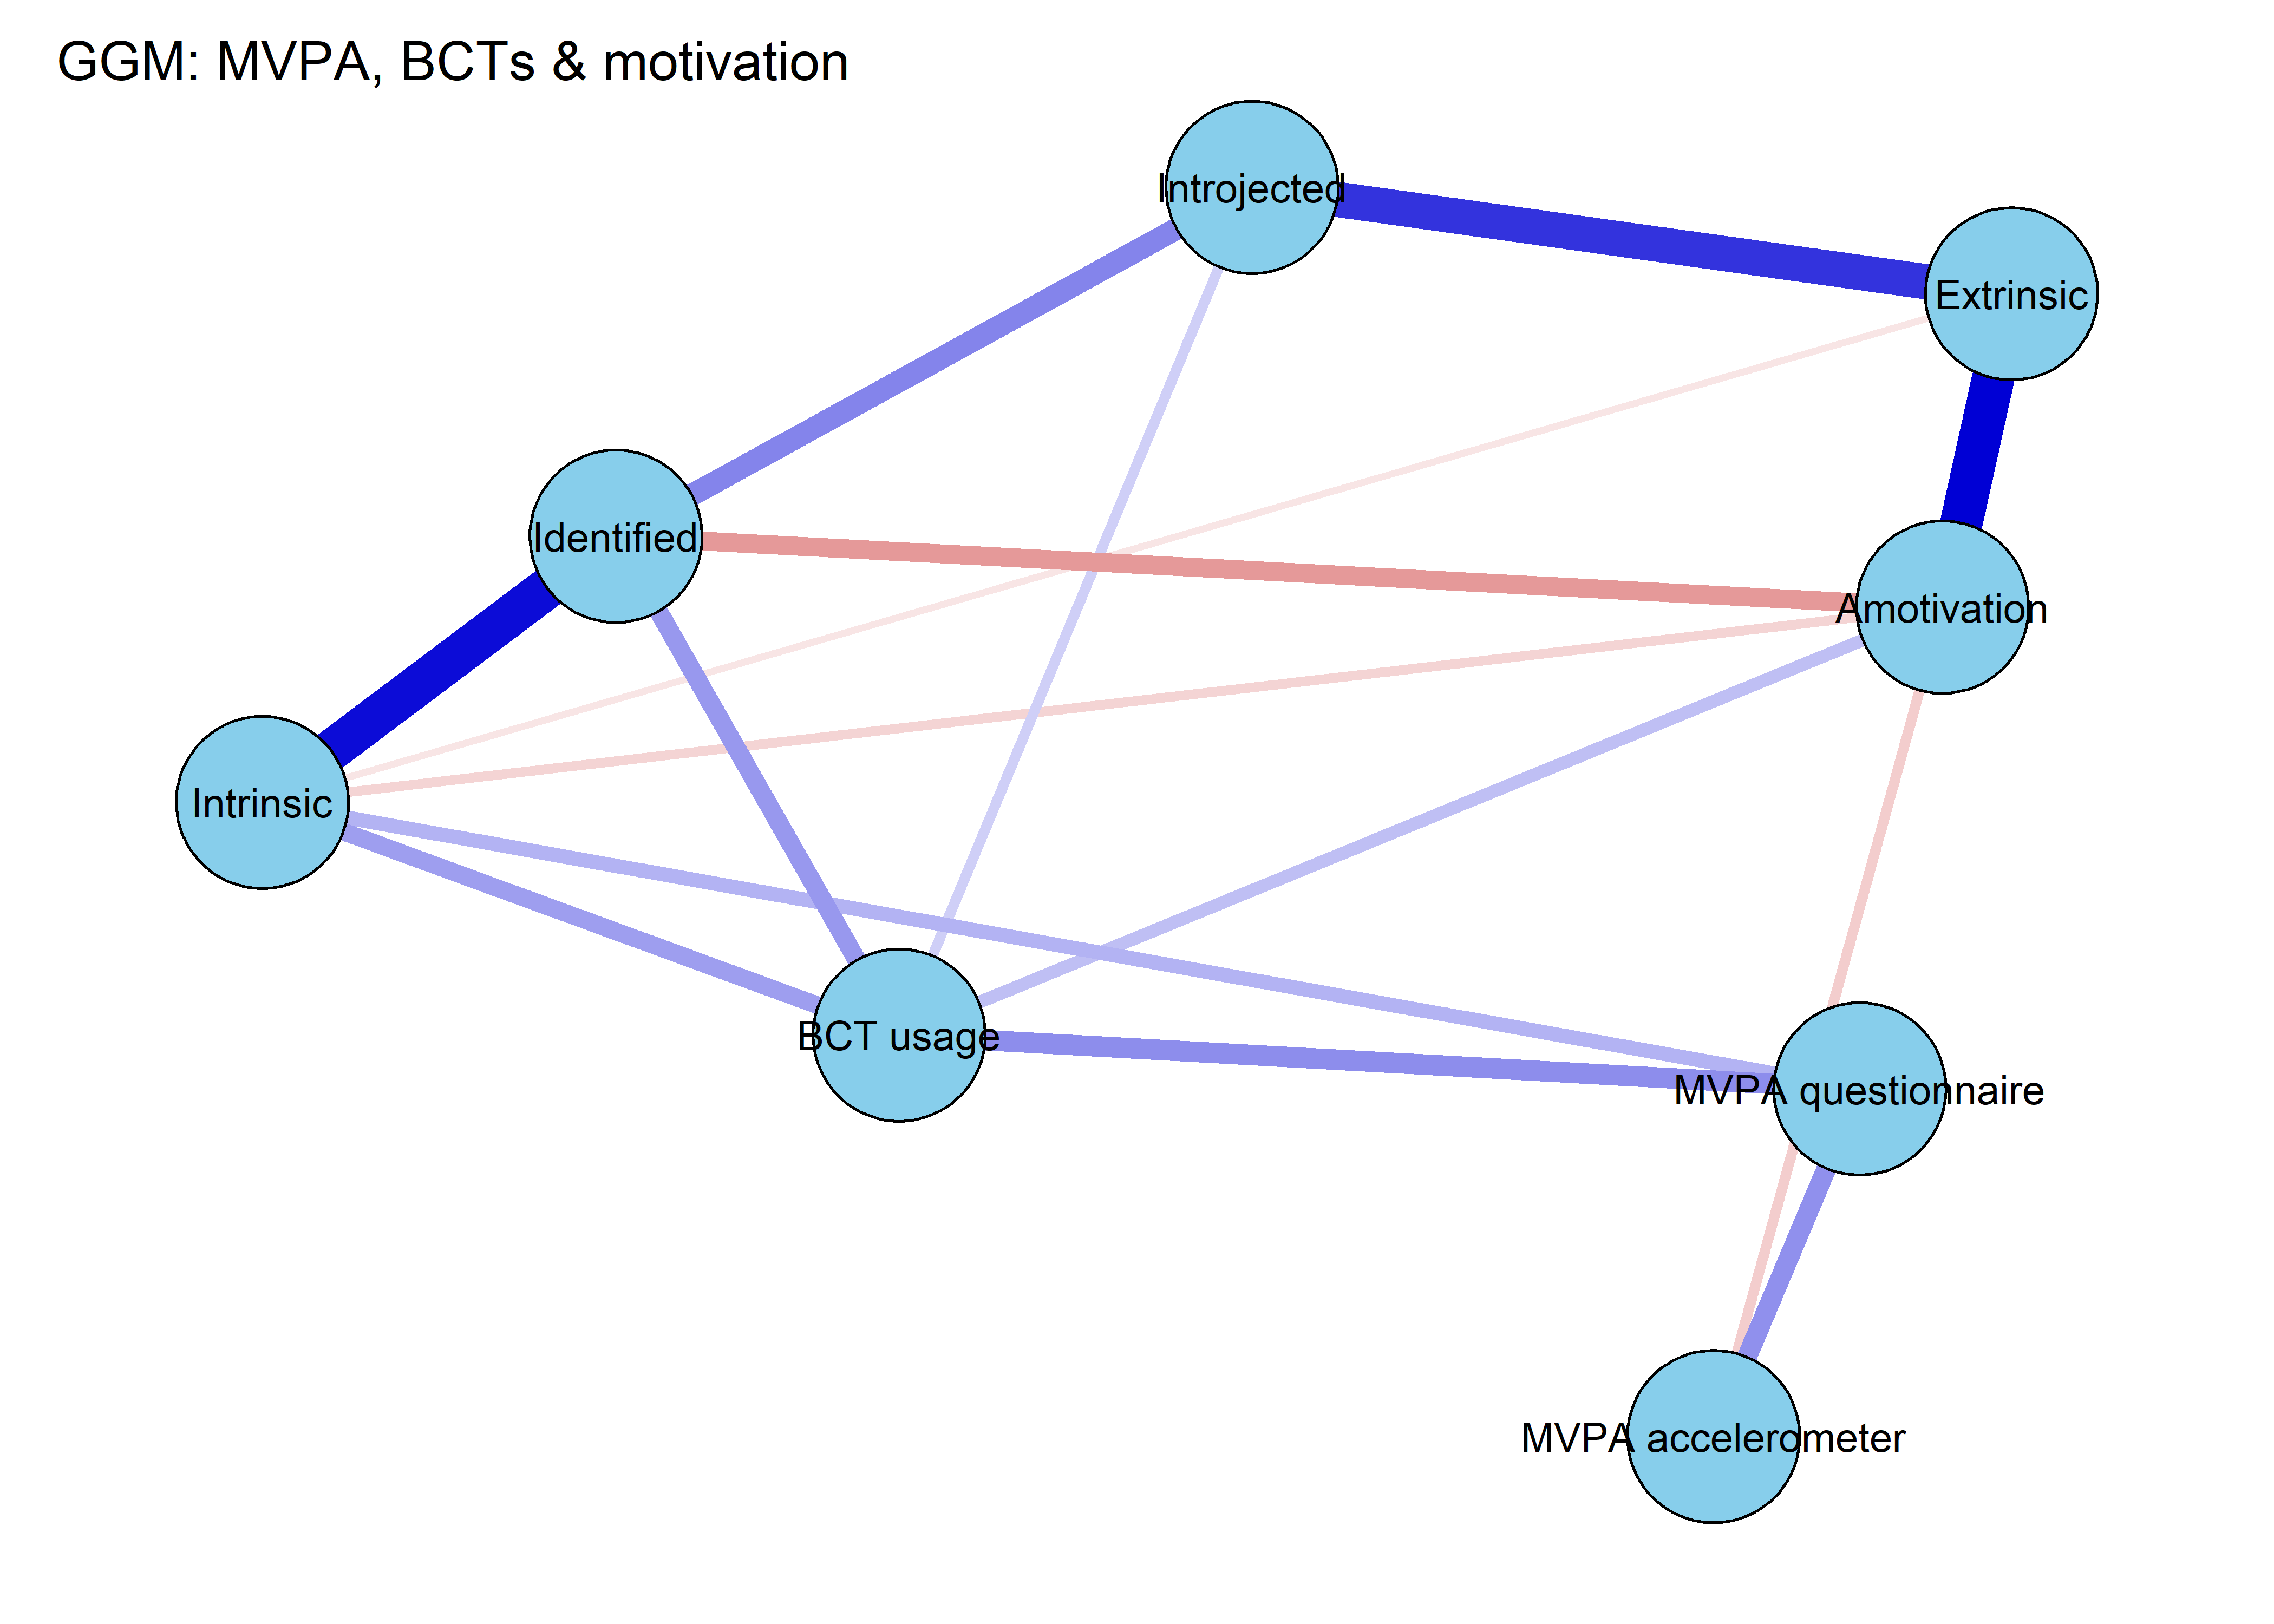 GGM: MVPA, BCTs & motivation
Introjected
Extrinsic
Identified
Amotivation
Intrinsic
BCT usage
MVPA questionnaire
MVPA accelerometer